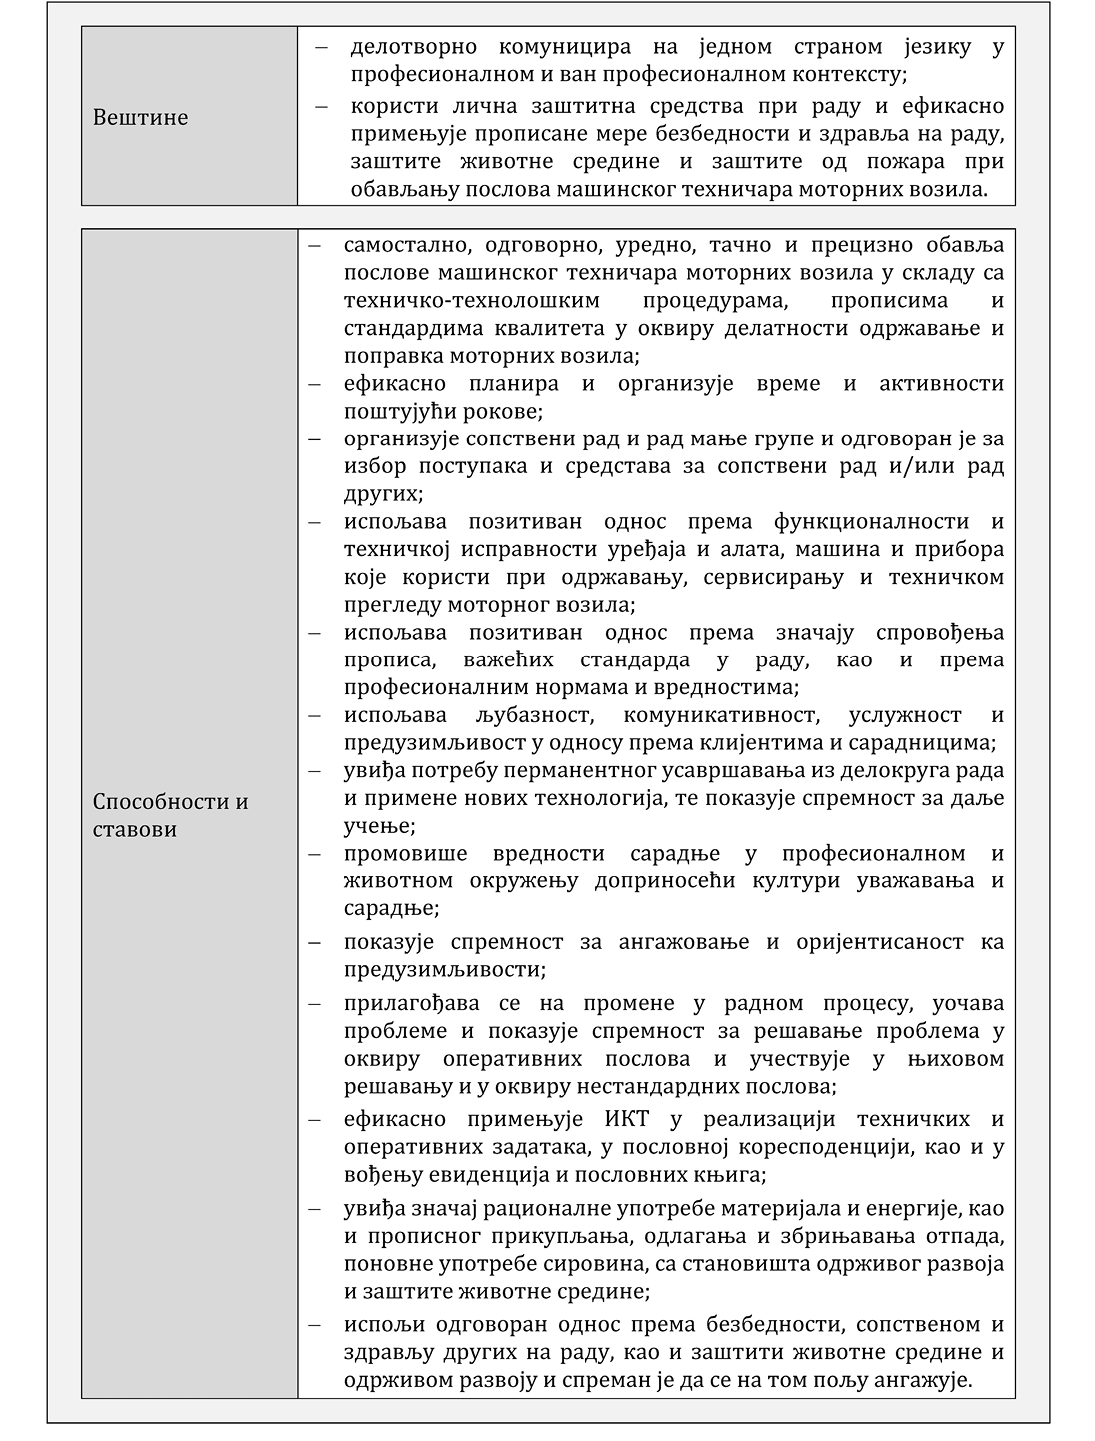 Вештине
– делотворно комуницира на једном страном језику у
професионалном и ван професионалном контексту;
– користи лична заштитна средства при раду и ефикасно
примењује прописане мере безбедности и здравља на раду,
заштите животне средине и заштите од пожара при
обављању послова машинског техничара моторних возила.
Способности и
ставови
– самостално, одговорно, уредно, тачно и прецизно обавља
послове машинског техничара моторних возила у складу са
техничко-технолошким процедурама, прописима и
стандардима квалитета у оквиру делатности одржавање и
поправка моторних возила;
– ефикасно планира и организује време и активности
поштујући рокове;
– организује сопствени рад и рад мање групе и одговоран је за
избор поступака и средстава за сопствени рад и/или рад
других;
– испољава позитиван однос према функционалности и
техничкој исправности уређаја и алата, машина и прибора
које користи при одржавању, сервисирању и техничком
прегледу моторног возила;
– испољава позитиван однос према значају спровођења
прописа, важећих стандарда у раду, као и према
професионалним нормама и вредностима;
– испољава љубазност, комуникативност, услужност и
предузимљивост у односу према клијентима и сарадницима;
– увиђа потребу перманентног усавршавања из делокруга рада
и примене нових технологија, те показује спремност за даље
учење;
– промовише вредности сарадње у професионалном и
животном окружењу доприносећи култури уважавања и
сарадње;
– показује спремност за ангажовање и оријентисаност ка
предузимљивости;
– прилагођава се на промене у радном процесу, уочава
проблеме и показује спремност за решавање проблема у
оквиру оперативних послова и учествује у њиховом
решавању и у оквиру нестандардних послова;
– ефикасно примењује ИКТ у реализацији техничких и
оперативних задатака, у пословној коресподенцији, као и у
вођењу евиденција и пословних књига;
– увиђа значај рационалне употребе материјала и енергије, као
и прописног прикупљања, одлагања и збрињавања отпада,
поновне употребе сировина, са становишта одрживог развоја
и заштите животне средине;
– испољи одговоран однос према безбедности, сопственом и
здрављу других на раду, као и заштити животне средине и
одрживом развоју и спреман је да се на том пољу ангажује.